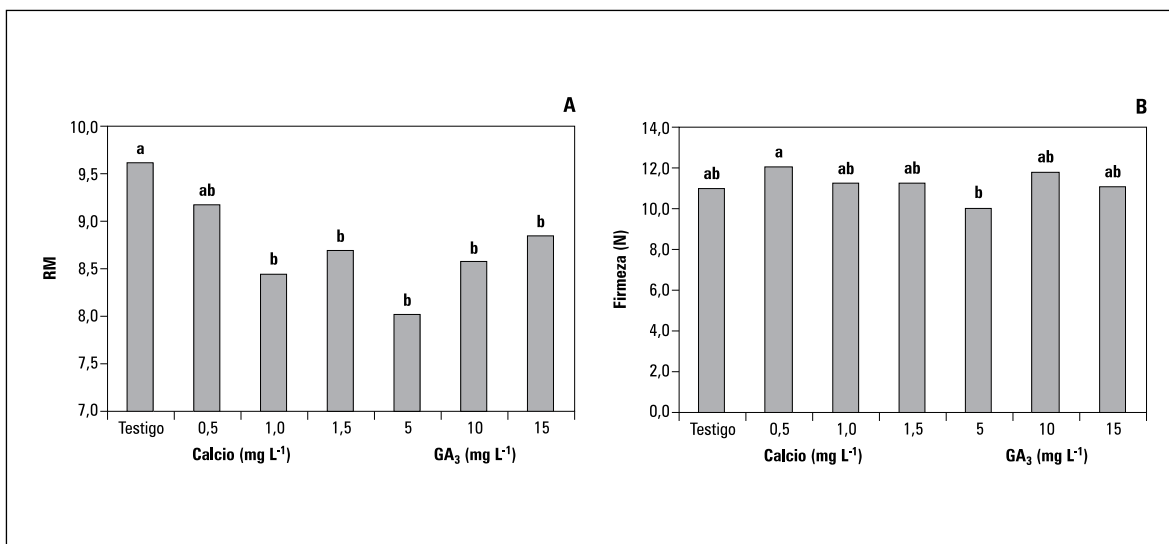 A
10,0
9,5
9,0
8,5
8,0
7,5
7,0
RM
a
ab
b
b
b
b
b
Testigo 0,5 1,0 1,5 5 10 15
Calcio (mg L⁻¹) GA₃ (mg L⁻¹)
B
14,0
12,0
10,0
8,0
6,0
4,0
2,0
0,0
Firmeza (N)
ab
a
ab
ab
b
ab
ab
Testigo 0,5 1,0 1,5 5 10 15
Calcio (mg L⁻¹) GA₃ (mg L⁻¹)